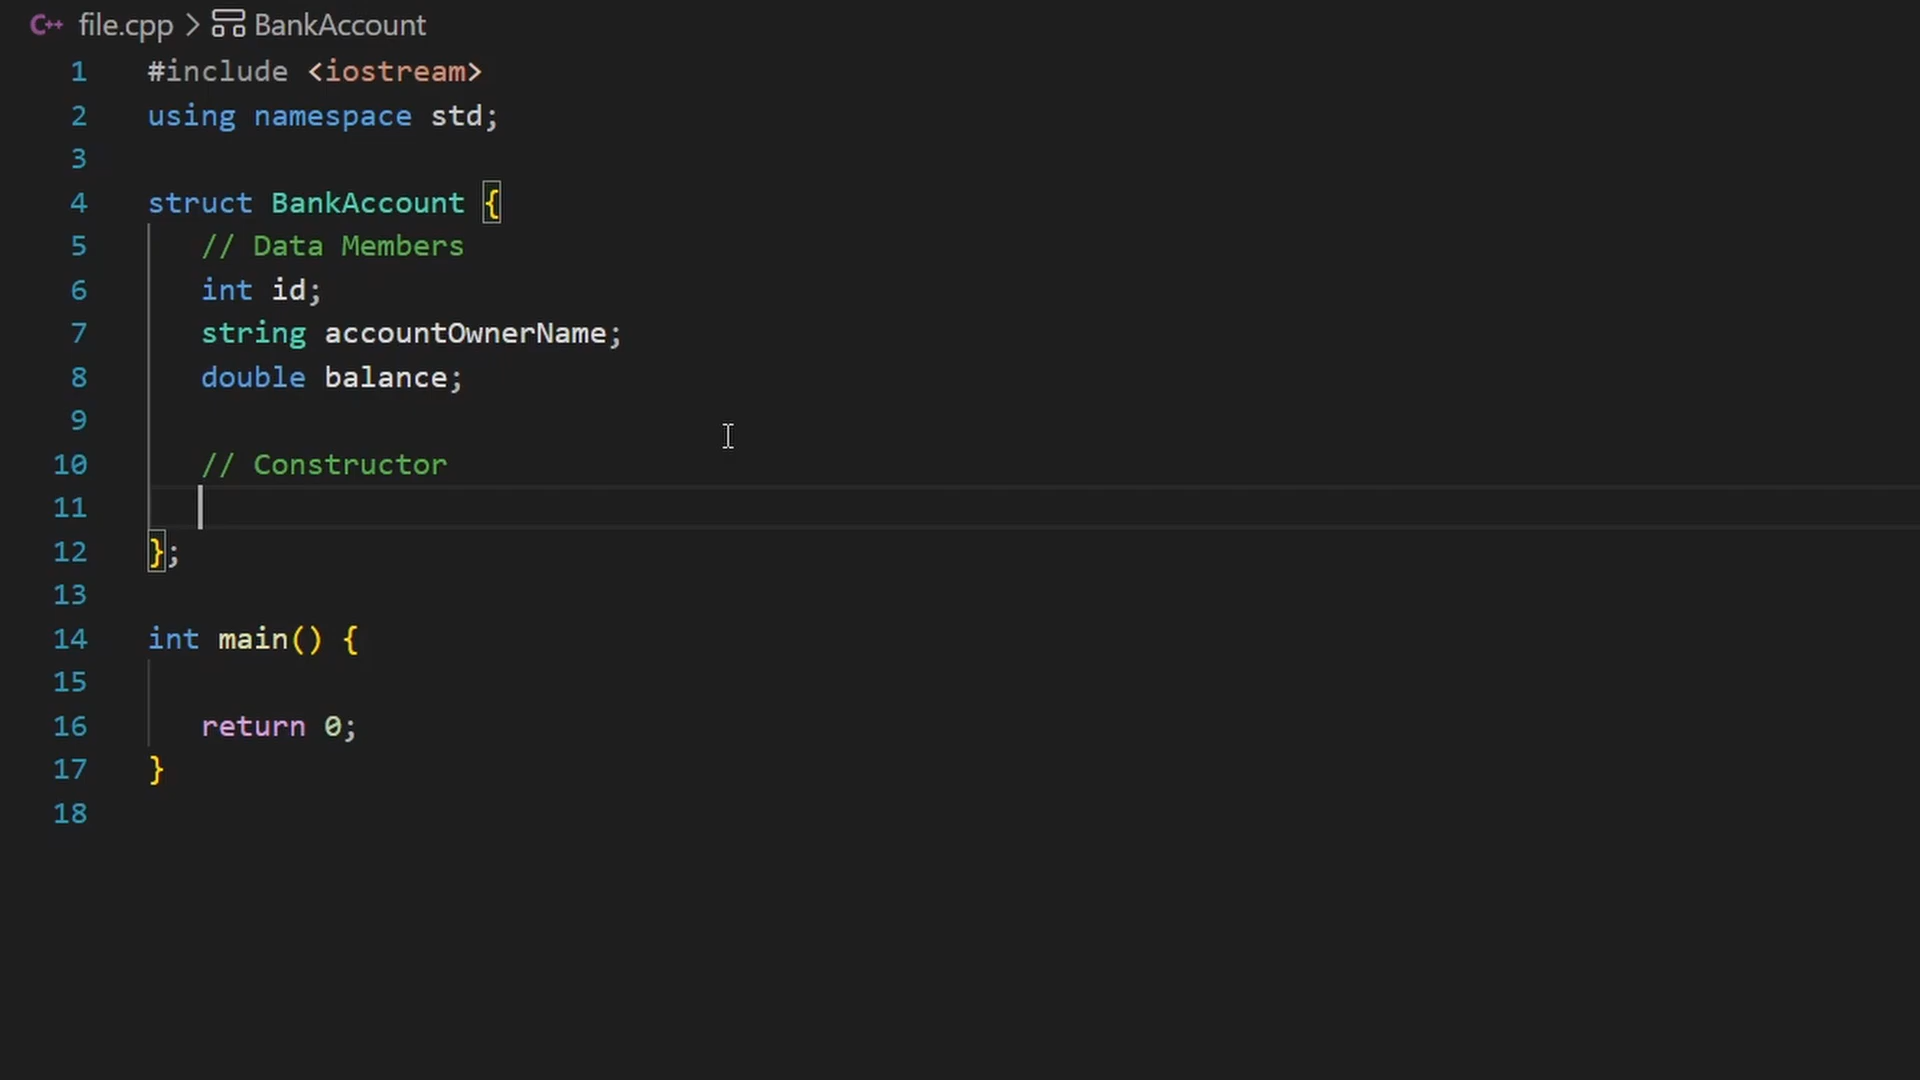 C++ file.cpp > BankAccount
1 #include <iostream>
2 using namespace std;
3
4 struct BankAccount {
5 // Data Members
6 int id;
7 string accountOwnerName;
8 double balance;
9
10 // Constructor
11
12 };
13
14 int main() {
15
16 return 0;
17 }
18